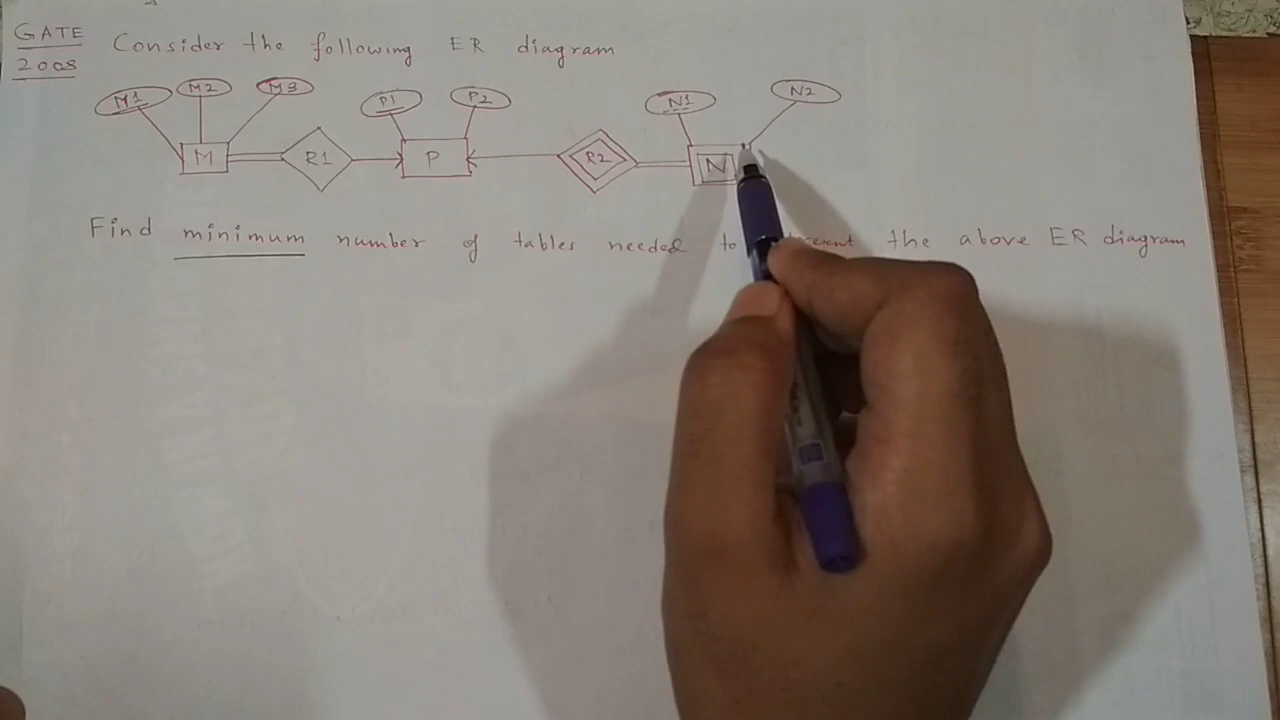 GATE
2008
Consider the following ER diagram
M1 M2 M3 P1 P2 N1 N2
M R1 P R2 N
Find minimum number of tables needed to the above ER diagram